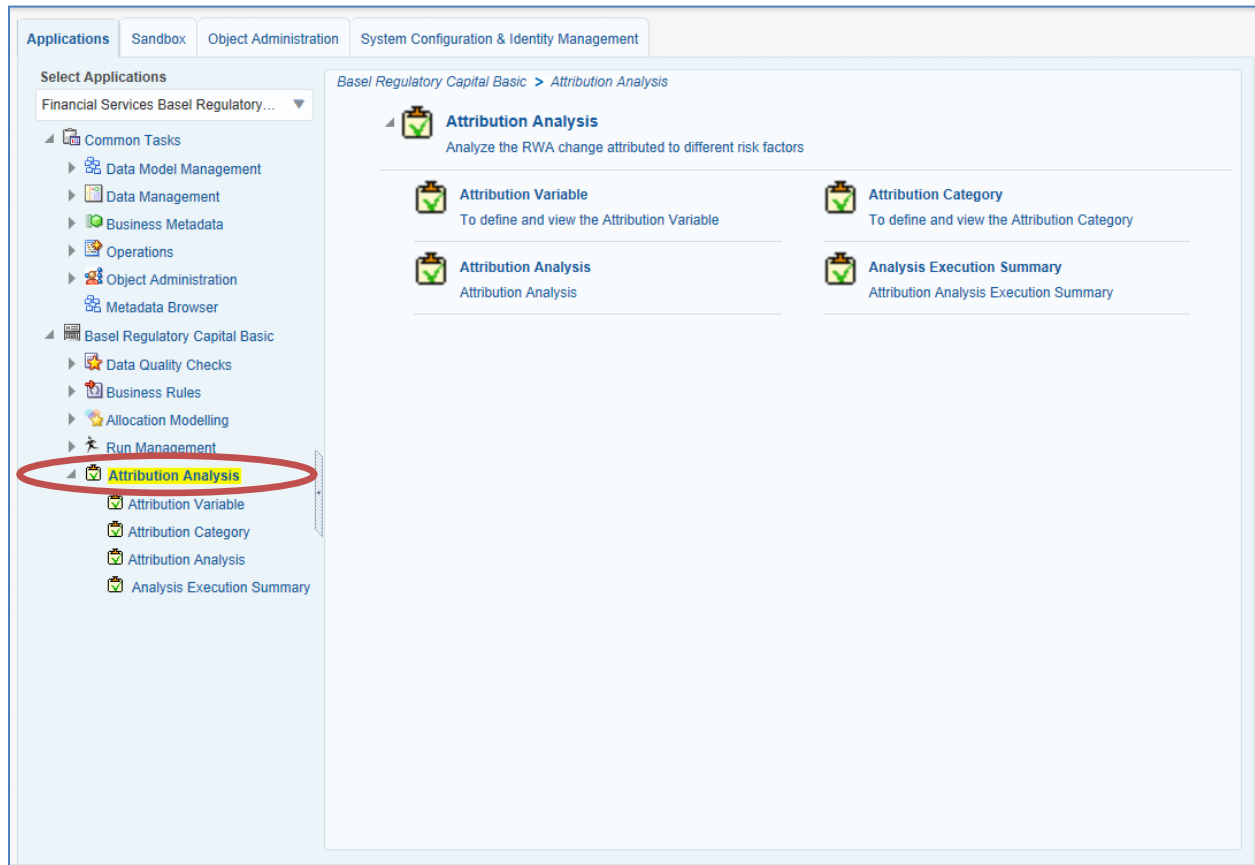 Applications Sandbox Object Administration System Configuration & Identity Management
Select Applications
Financial Services Basel Regulatory...
Common Tasks
Data Model Management
Data Management
Business Metadata
Operations
Object Administration
Metadata Browser
Basel Regulatory Capital Basic
Data Quality Checks
Business Rules
Allocation Modelling
Run Management
Attribution Analysis
Attribution Variable
Attribution Category
Attribution Analysis
Analysis Execution Summary
Basel Regulatory Capital Basic > Attribution Analysis
Attribution Analysis
Analyze the RWA change attributed to different risk factors
Attribution Variable
To define and view the Attribution Variable
Attribution Category
To define and view the Attribution Category
Attribution Analysis
Attribution Analysis
Analysis Execution Summary
Attribution Analysis Execution Summary